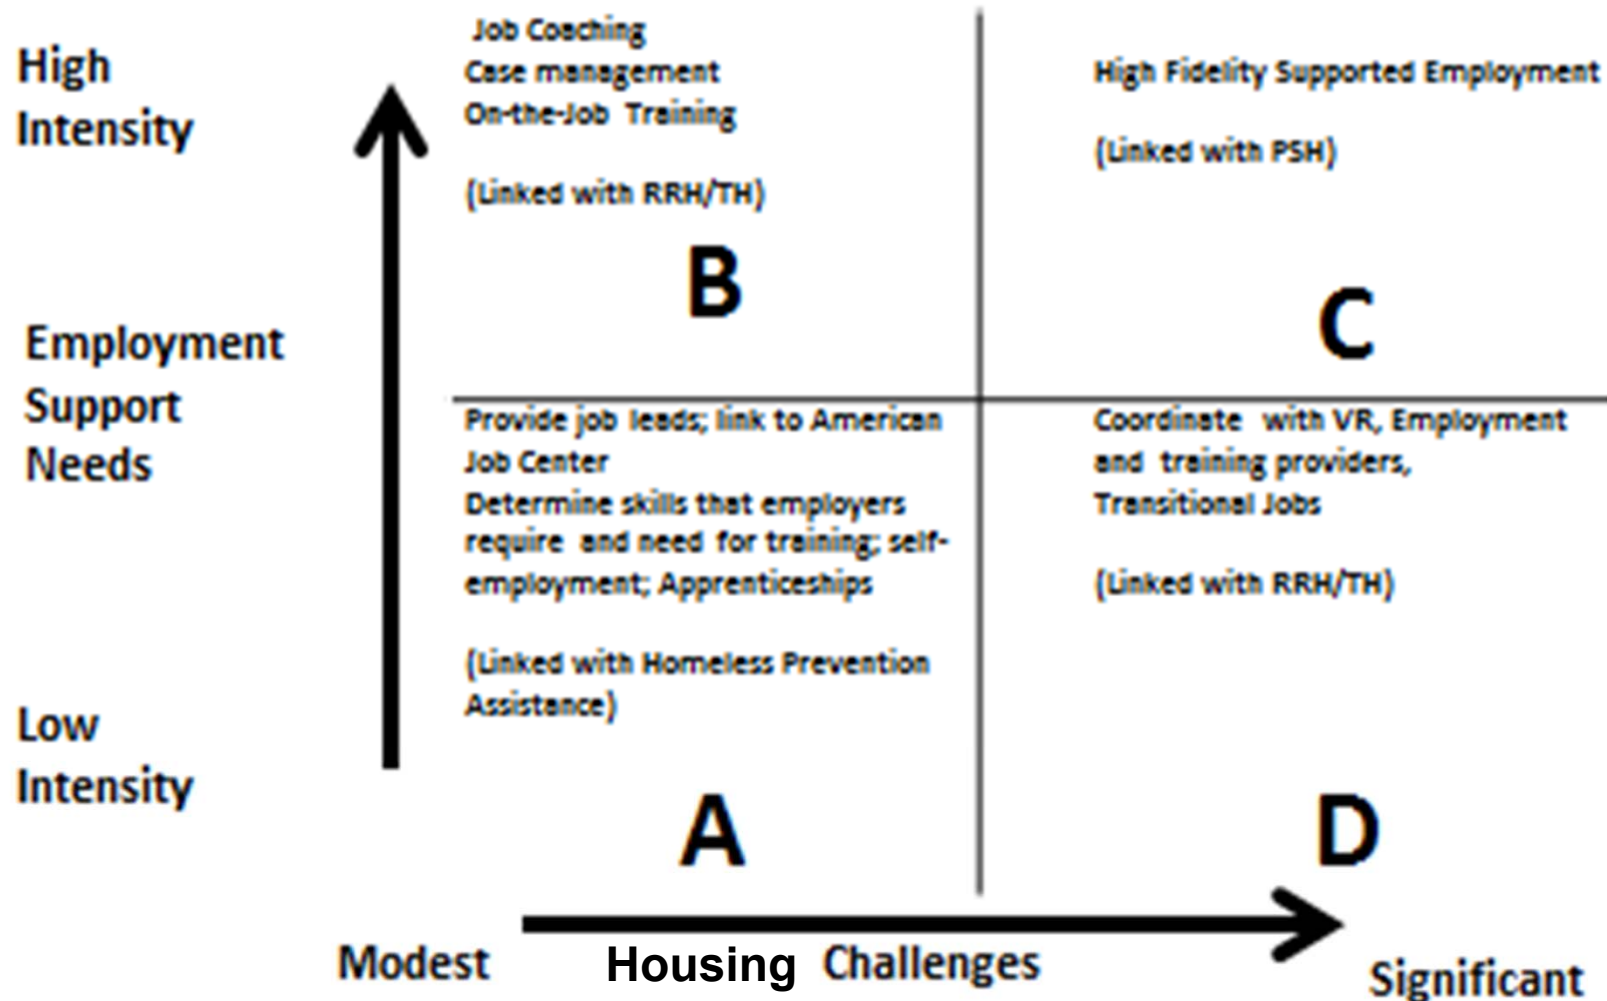 High
Intensity
Employment
Support
Needs
Low
Intensity
Job Coaching
Case management
On-the-Job Training
(Linked with RRH/TH)
B
High Fidelity Supported Employment
(Linked with PSH)
C
Provide job leads; link to American
Job Center
Determine skills that employers
require and need for training; self-
employment; Apprenticeships
(Linked with Homeless Prevention
Assistance)
A
Coordinate with VR, Employment
and training providers,
Transitional Jobs
(Linked with RRH/TH)
D
Modest Housing Challenges Significant